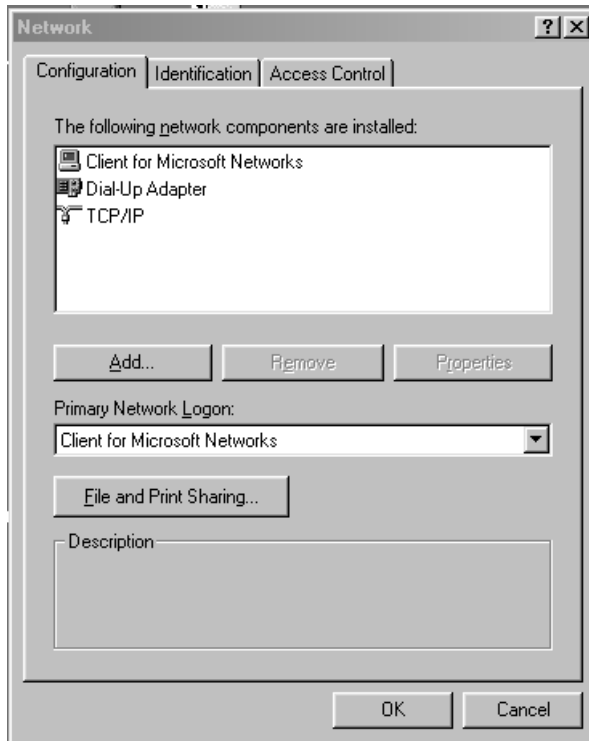 Network
Configuration Identification Access Control
The following network components are installed:
Client for Microsoft Networks
Dial-Up Adapter
TCP/IP
Add... Remove Properties
Primary Network Logon:
Client for Microsoft Networks
File and Print Sharing...
Description
OK Cancel